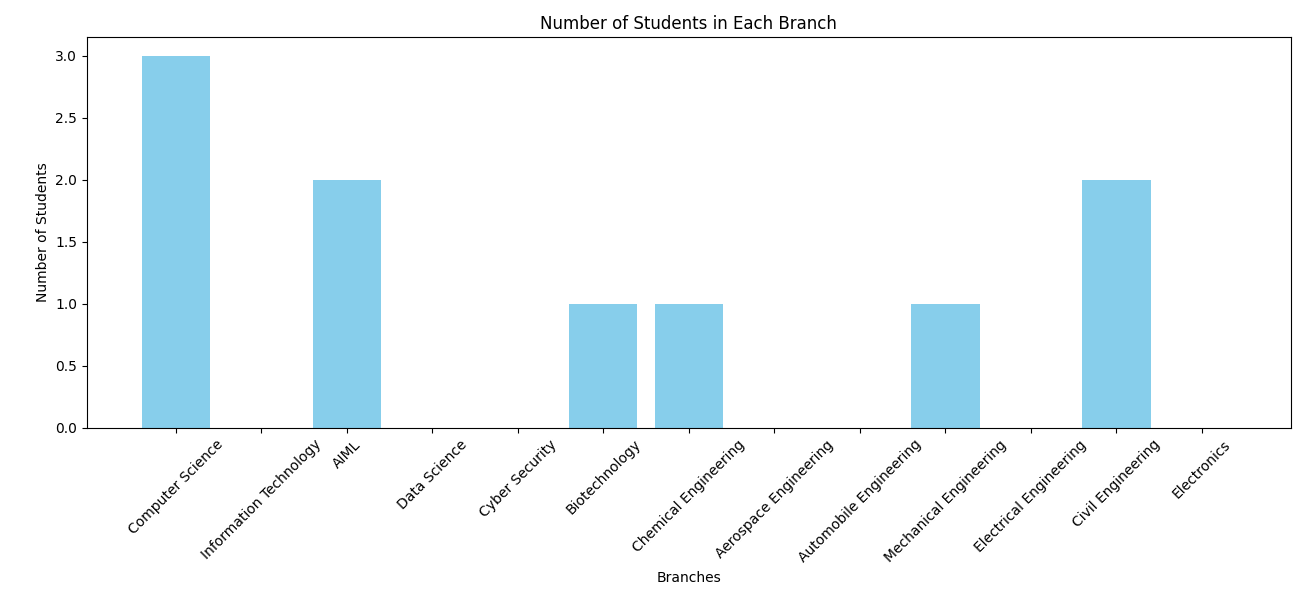 Number of Students in Each Branch
Number of Students
3.0
2.5
2.0
1.5
1.0
0.5
0.0
Computer Science
Information Technology
AIML
Data Science
Cyber Security
Biotechnology
Chemical Engineering
Aerospace Engineering
Automobile Engineering
Mechanical Engineering
Electrical Engineering
Civil Engineering
Electronics
Branches